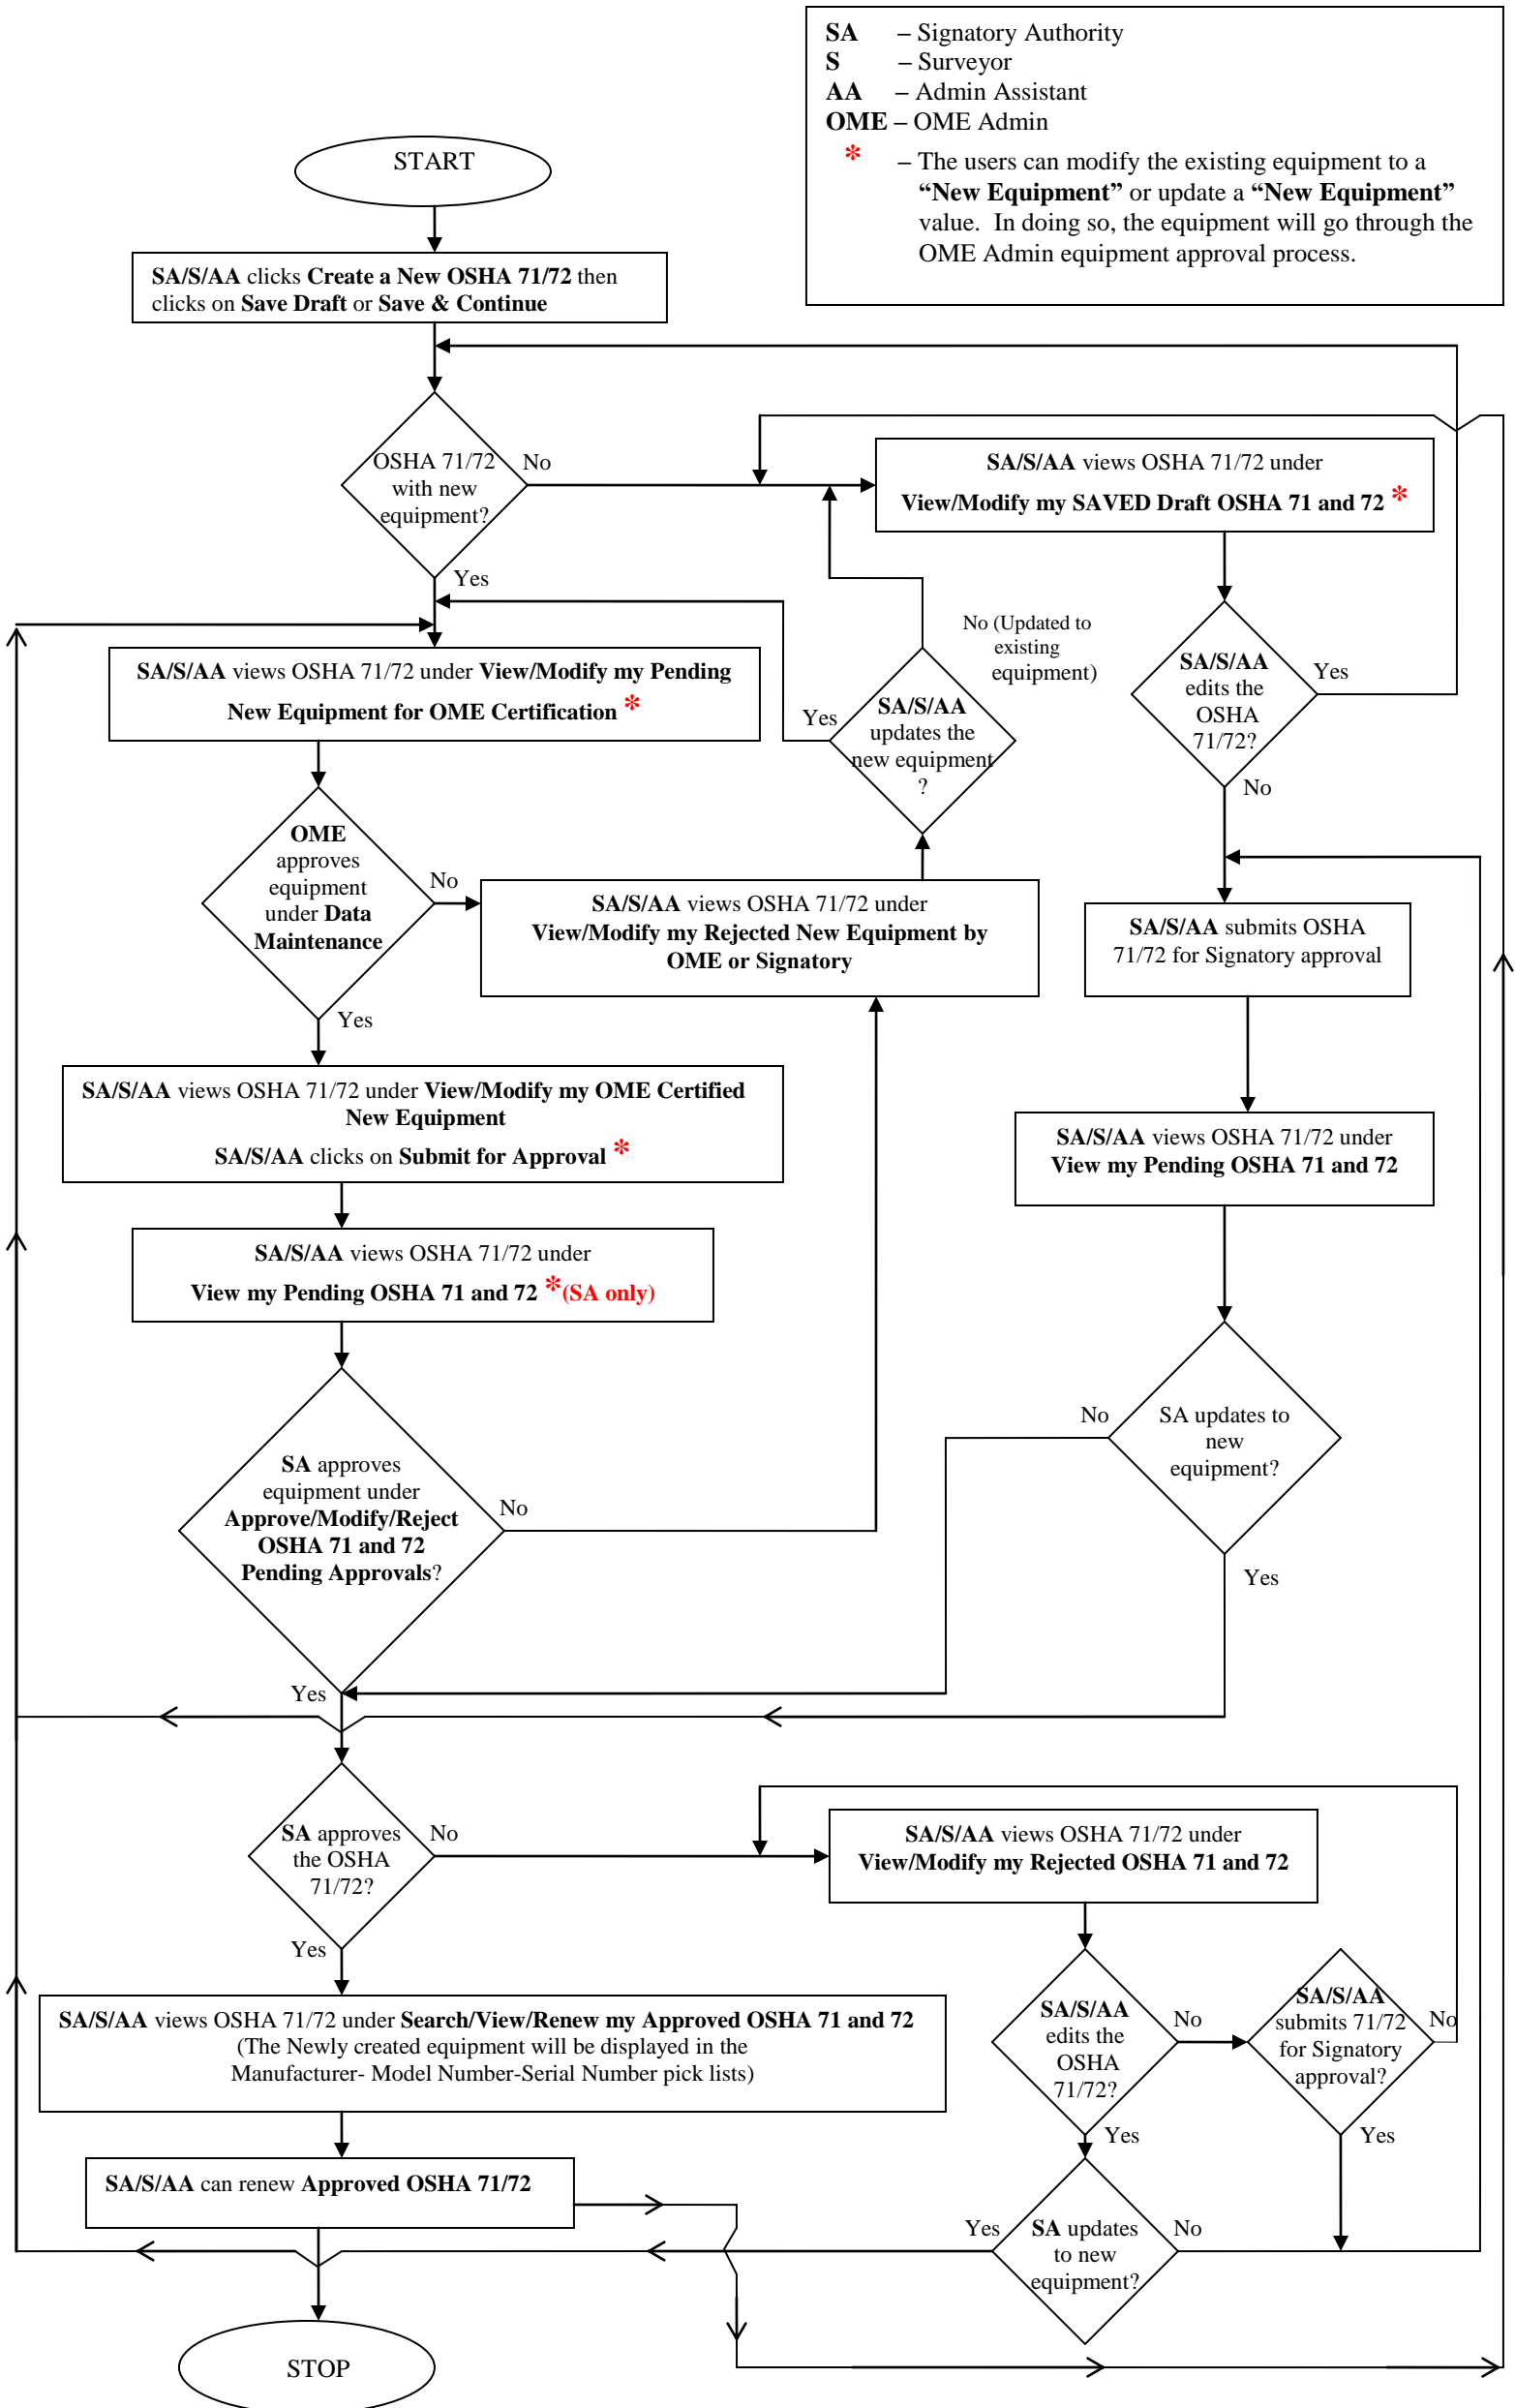 SA – Signatory Authority
S – Surveyor
AA – Admin Assistant
OME – OME Admin
* – The users can modify the existing equipment to a
“New Equipment” or update a “New Equipment”
value. In doing so, the equipment will go through the
OME Admin equipment approval process.
START
SA/S/AA clicks Create a New OSHA 71/72 then
clicks on Save Draft or Save & Continue
OSHA 71/72
with new
equipment?
No
Yes
SA/S/AA views OSHA 71/72 under
View/Modify my SAVED Draft OSHA 71 and 72 *
SA/S/AA views OSHA 71/72 under View/Modify my Pending
New Equipment for OME Certification *
No (Updated to
existing
equipment)
Yes
SA/S/AA
updates the
new equipment
?
SA/S/AA
edits the
OSHA
71/72?
Yes
No
OME
approves
equipment
under Data
Maintenance
No
Yes
SA/S/AA views OSHA 71/72 under
View/Modify my Rejected New Equipment by
OME or Signatory
SA/S/AA submits OSHA
71/72 for Signatory approval
SA/S/AA views OSHA 71/72 under View/Modify my OME Certified
New Equipment
SA/S/AA clicks on Submit for Approval *
SA/S/AA views OSHA 71/72 under
View my Pending OSHA 71 and 72
SA/S/AA views OSHA 71/72 under
View my Pending OSHA 71 and 72 *(SA only)
SA approves
equipment under
Approve/Modify/Reject
OSHA 71 and 72
Pending Approvals?
No
Yes
No
SA updates to
new
equipment?
Yes
SA approves
the OSHA
71/72?
No
Yes
SA/S/AA views OSHA 71/72 under
View/Modify my Rejected OSHA 71 and 72
SA/S/AA views OSHA 71/72 under Search/View/Renew my Approved OSHA 71 and 72
(The Newly created equipment will be displayed in the
Manufacturer- Model Number-Serial Number pick lists)
SA/S/AA
edits the
OSHA
71/72?
No
Yes
SA/S/AA
submits 71/72
for Signatory
approval?
No
Yes
SA/S/AA can renew Approved OSHA 71/72
Yes
SA updates
to new
equipment?
No
STOP